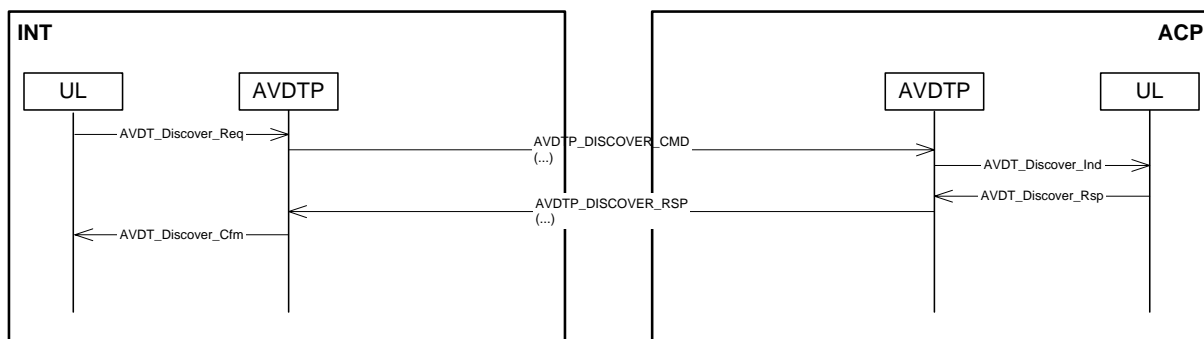 INT
ACP
UL
AVDTP
AVDTP
UL
AVDT_Discover_Req
AVDTP_DISCOVER_CMD
(...)
AVDT_Discover_Ind
AVDT_Discover_Rsp
AVDTP_DISCOVER_RSP
(...)
AVDT_Discover_Cfm